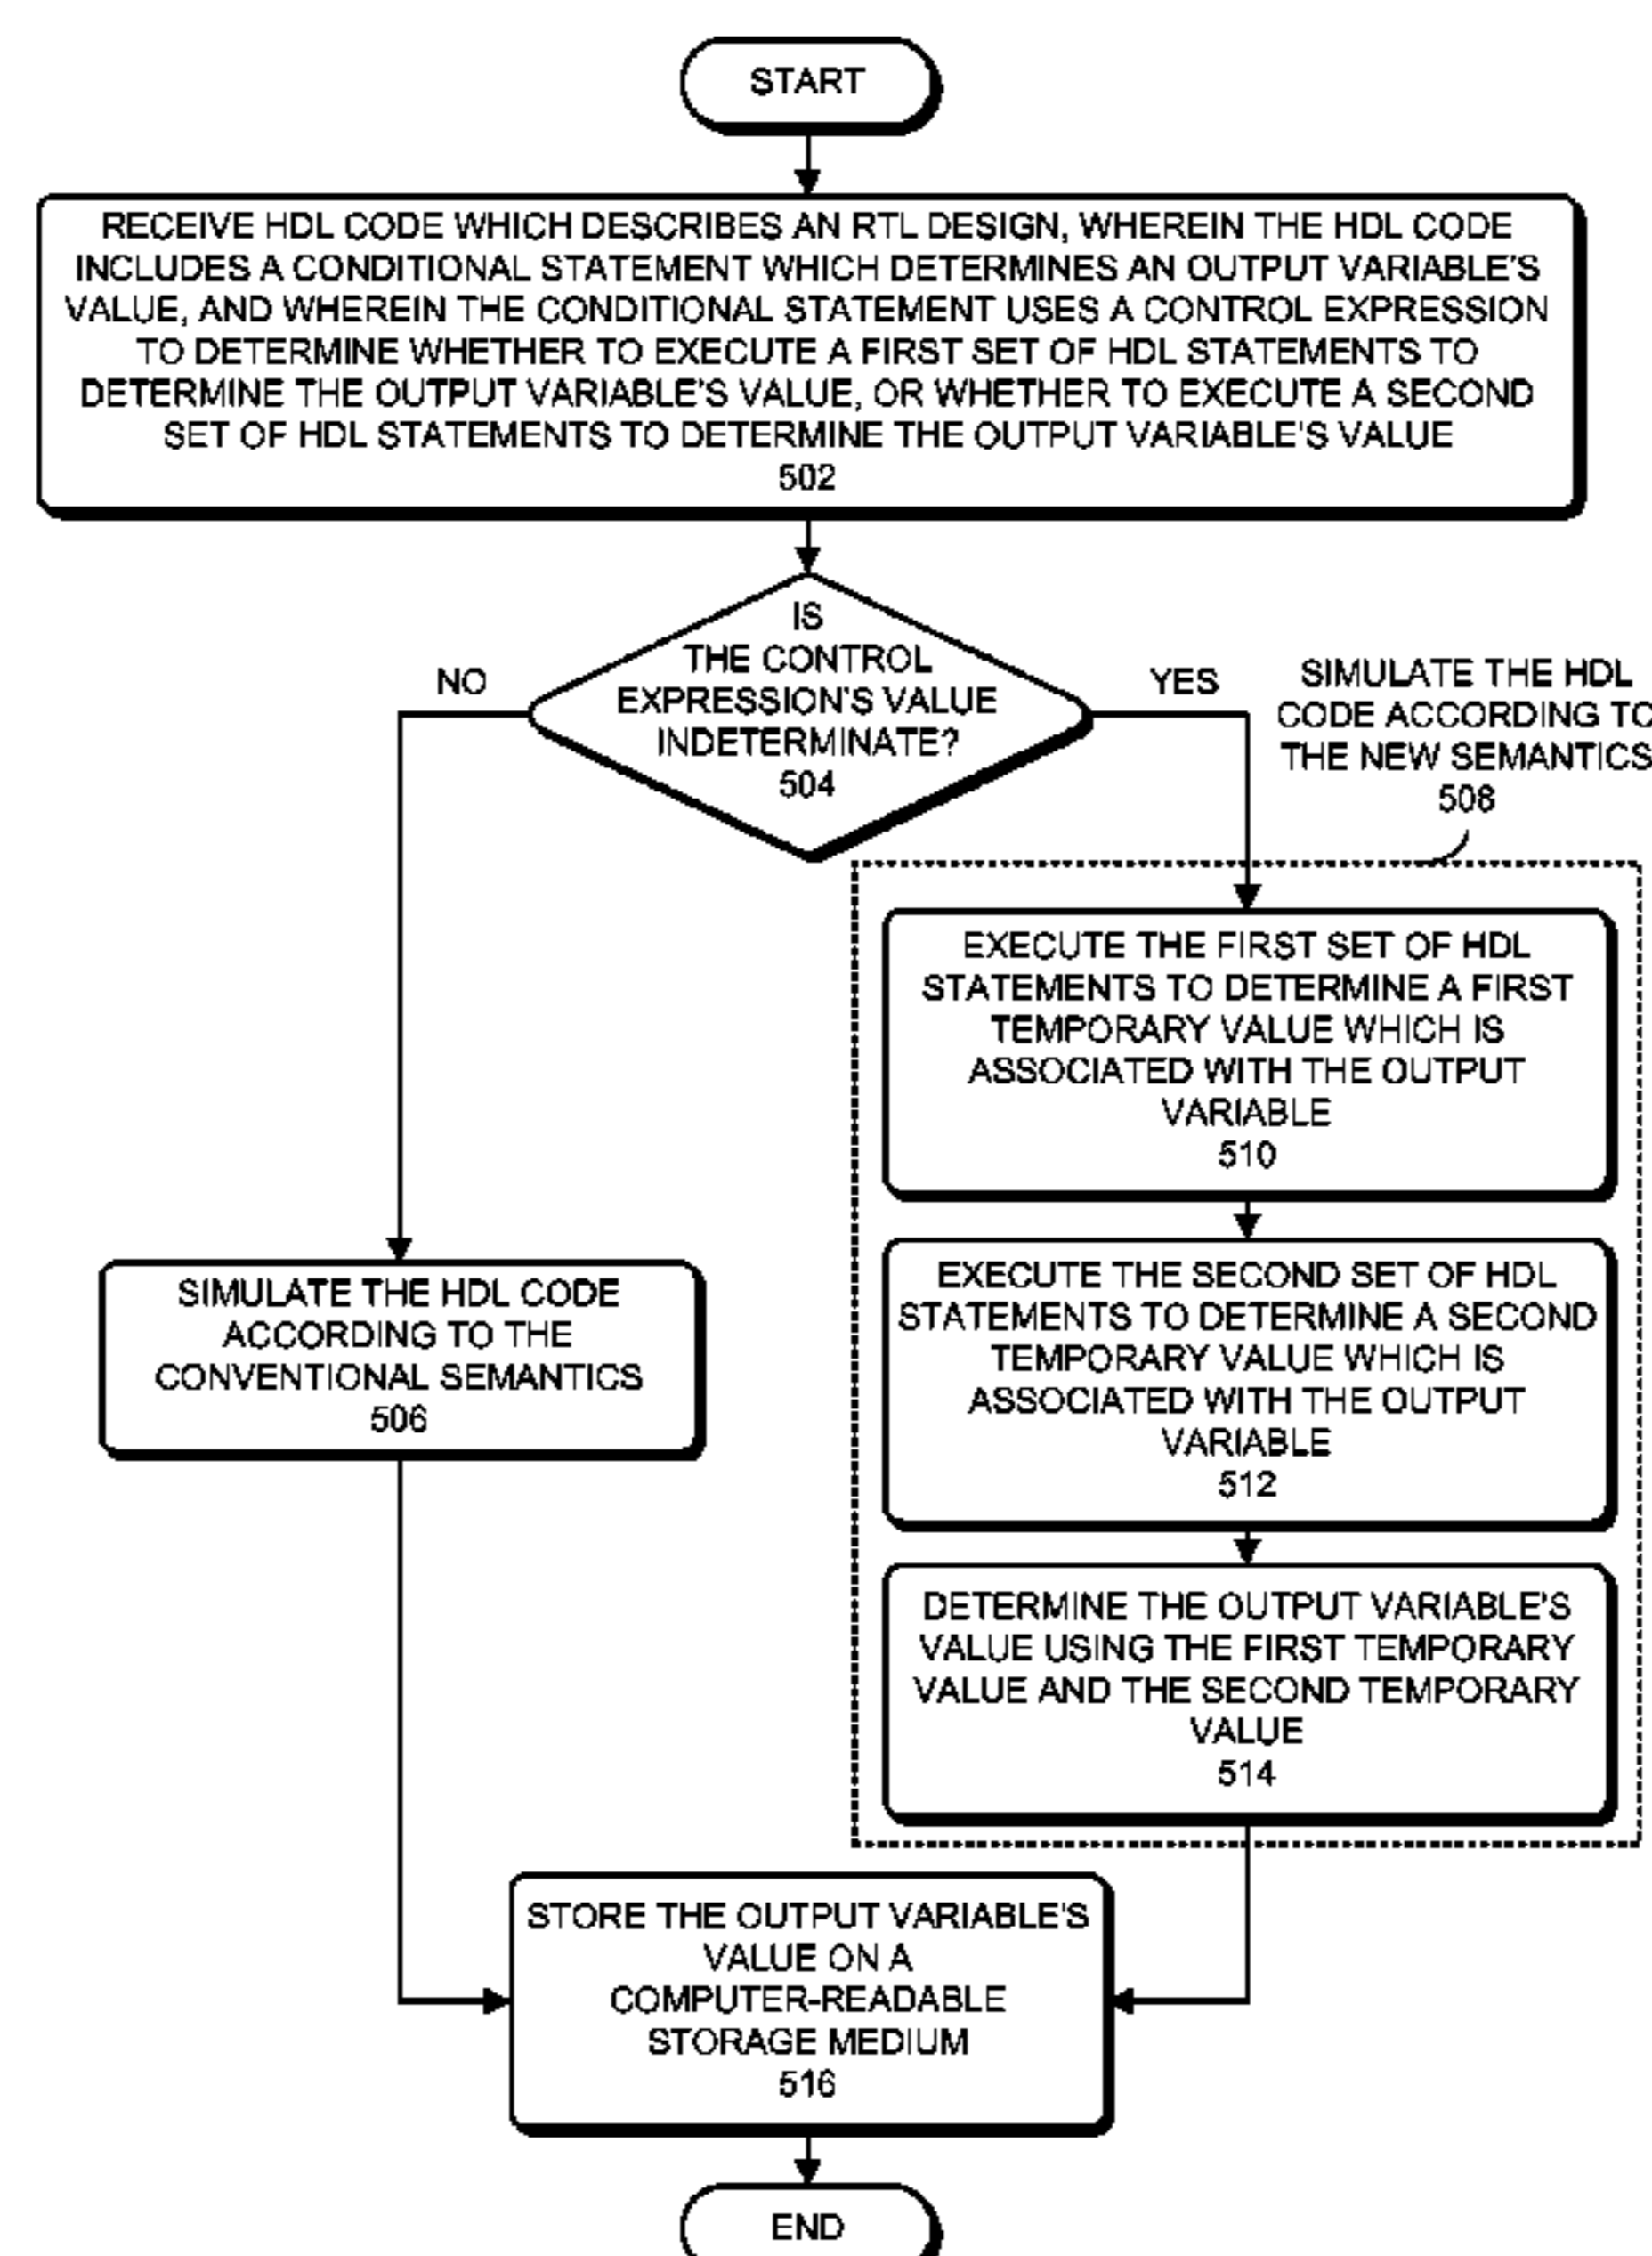 START
RECEIVE HDL CODE WHICH DESCRIBES AN RTL DESIGN, WHEREIN THE HDL CODE
INCLUDES A CONDITIONAL STATEMENT WHICH DETERMINES AN OUTPUT VARIABLE'S
VALUE, AND WHEREIN THE CONDITIONAL STATEMENT USES A CONTROL EXPRESSION
TO DETERMINE WHETHER TO EXECUTE A FIRST SET OF HDL STATEMENTS TO
DETERMINE THE OUTPUT VARIABLE'S VALUE, OR WHETHER TO EXECUTE A SECOND
SET OF HDL STATEMENTS TO DETERMINE THE OUTPUT VARIABLE'S VALUE
502
IS
THE CONTROL
EXPRESSION'S VALUE
INDETERMINATE?
504
NO
YES
SIMULATE THE HDL
CODE ACCORDING TO
THE NEW SEMANTICS
508
EXECUTE THE FIRST SET OF HDL
STATEMENTS TO DETERMINE A FIRST
TEMPORARY VALUE WHICH IS
ASSOCIATED WITH THE OUTPUT
VARIABLE
510
SIMULATE THE HDL CODE
ACCORDING TO THE
CONVENTIONAL SEMANTICS
506
EXECUTE THE SECOND SET OF HDL
STATEMENTS TO DETERMINE A SECOND
TEMPORARY VALUE WHICH IS
ASSOCIATED WITH THE OUTPUT
VARIABLE
512
DETERMINE THE OUTPUT VARIABLE'S
VALUE USING THE FIRST TEMPORARY
VALUE AND THE SECOND TEMPORARY
VALUE
514
STORE THE OUTPUT VARIABLE'S
VALUE ON A
COMPUTER-READABLE
STORAGE MEDIUM
516
END